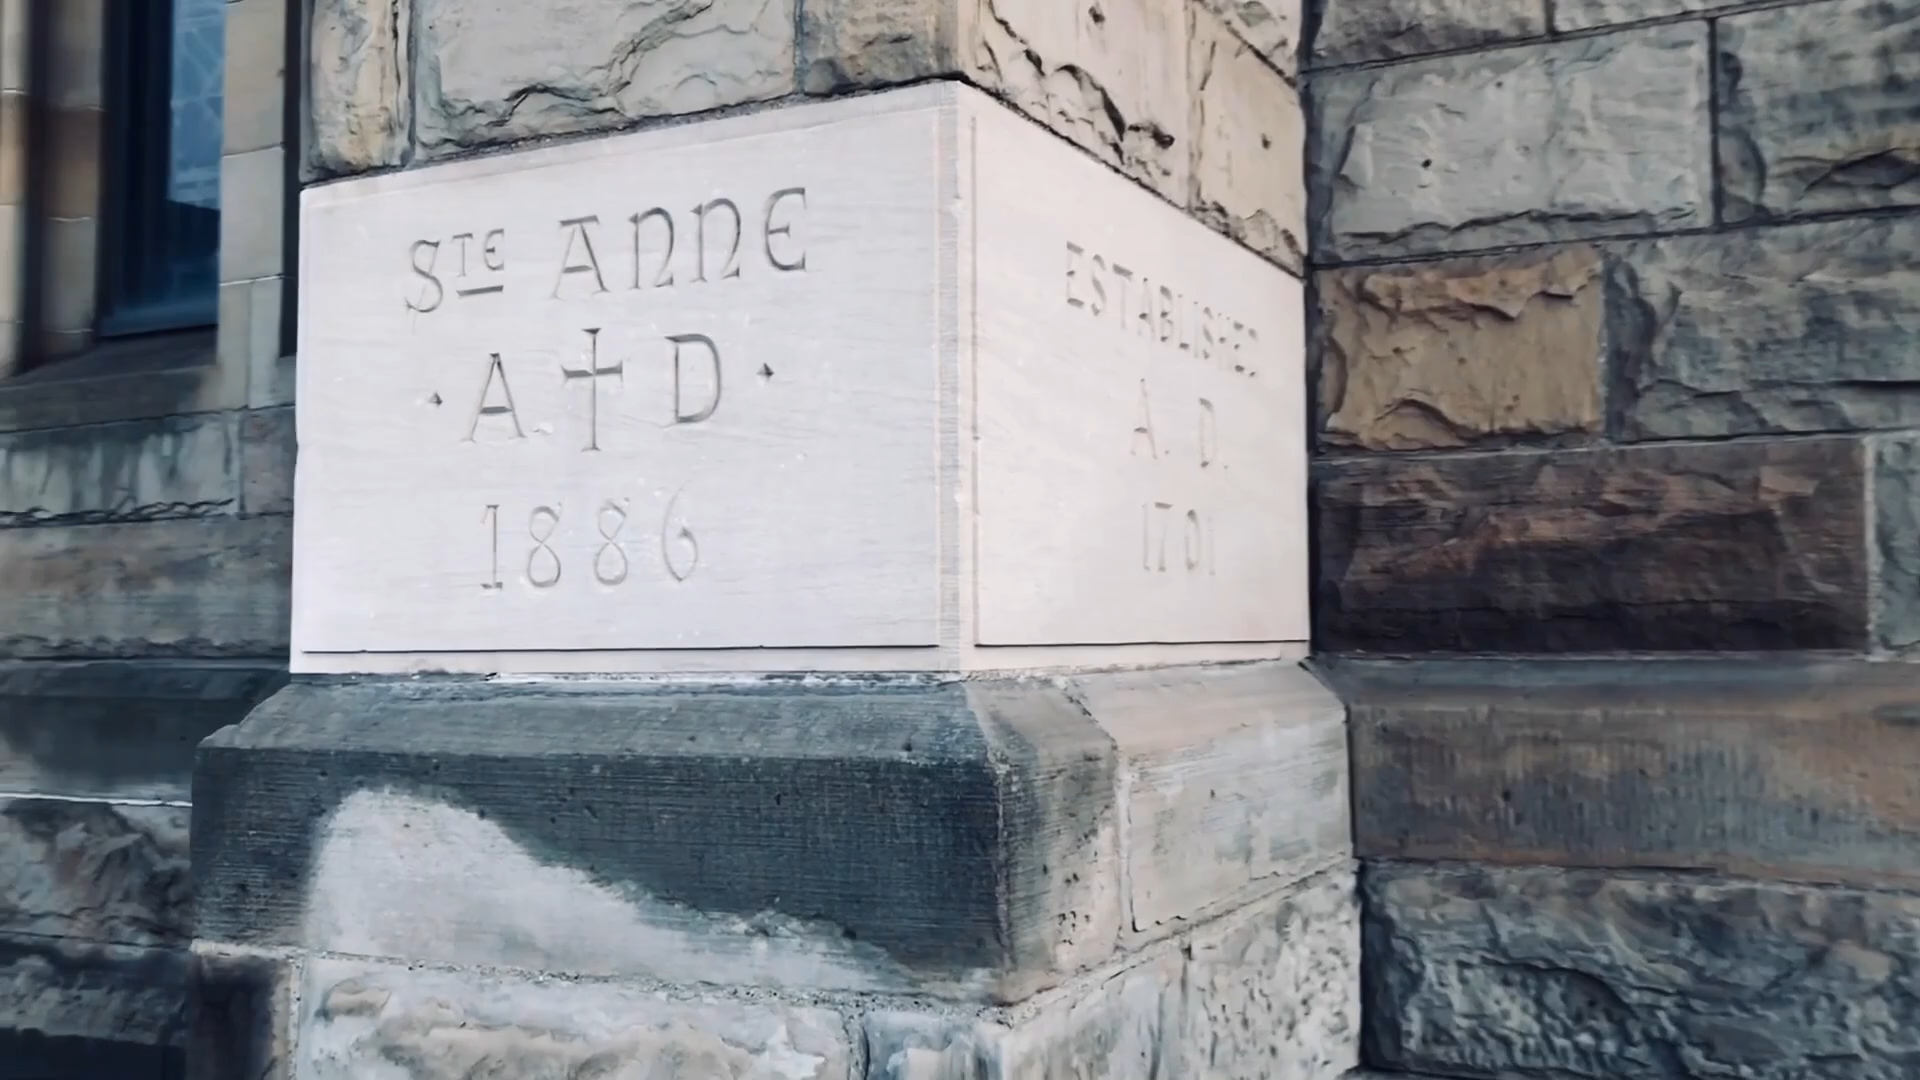 STE ANNE
· A † D ·
1886
ESTABLISHED
A. D.
1701